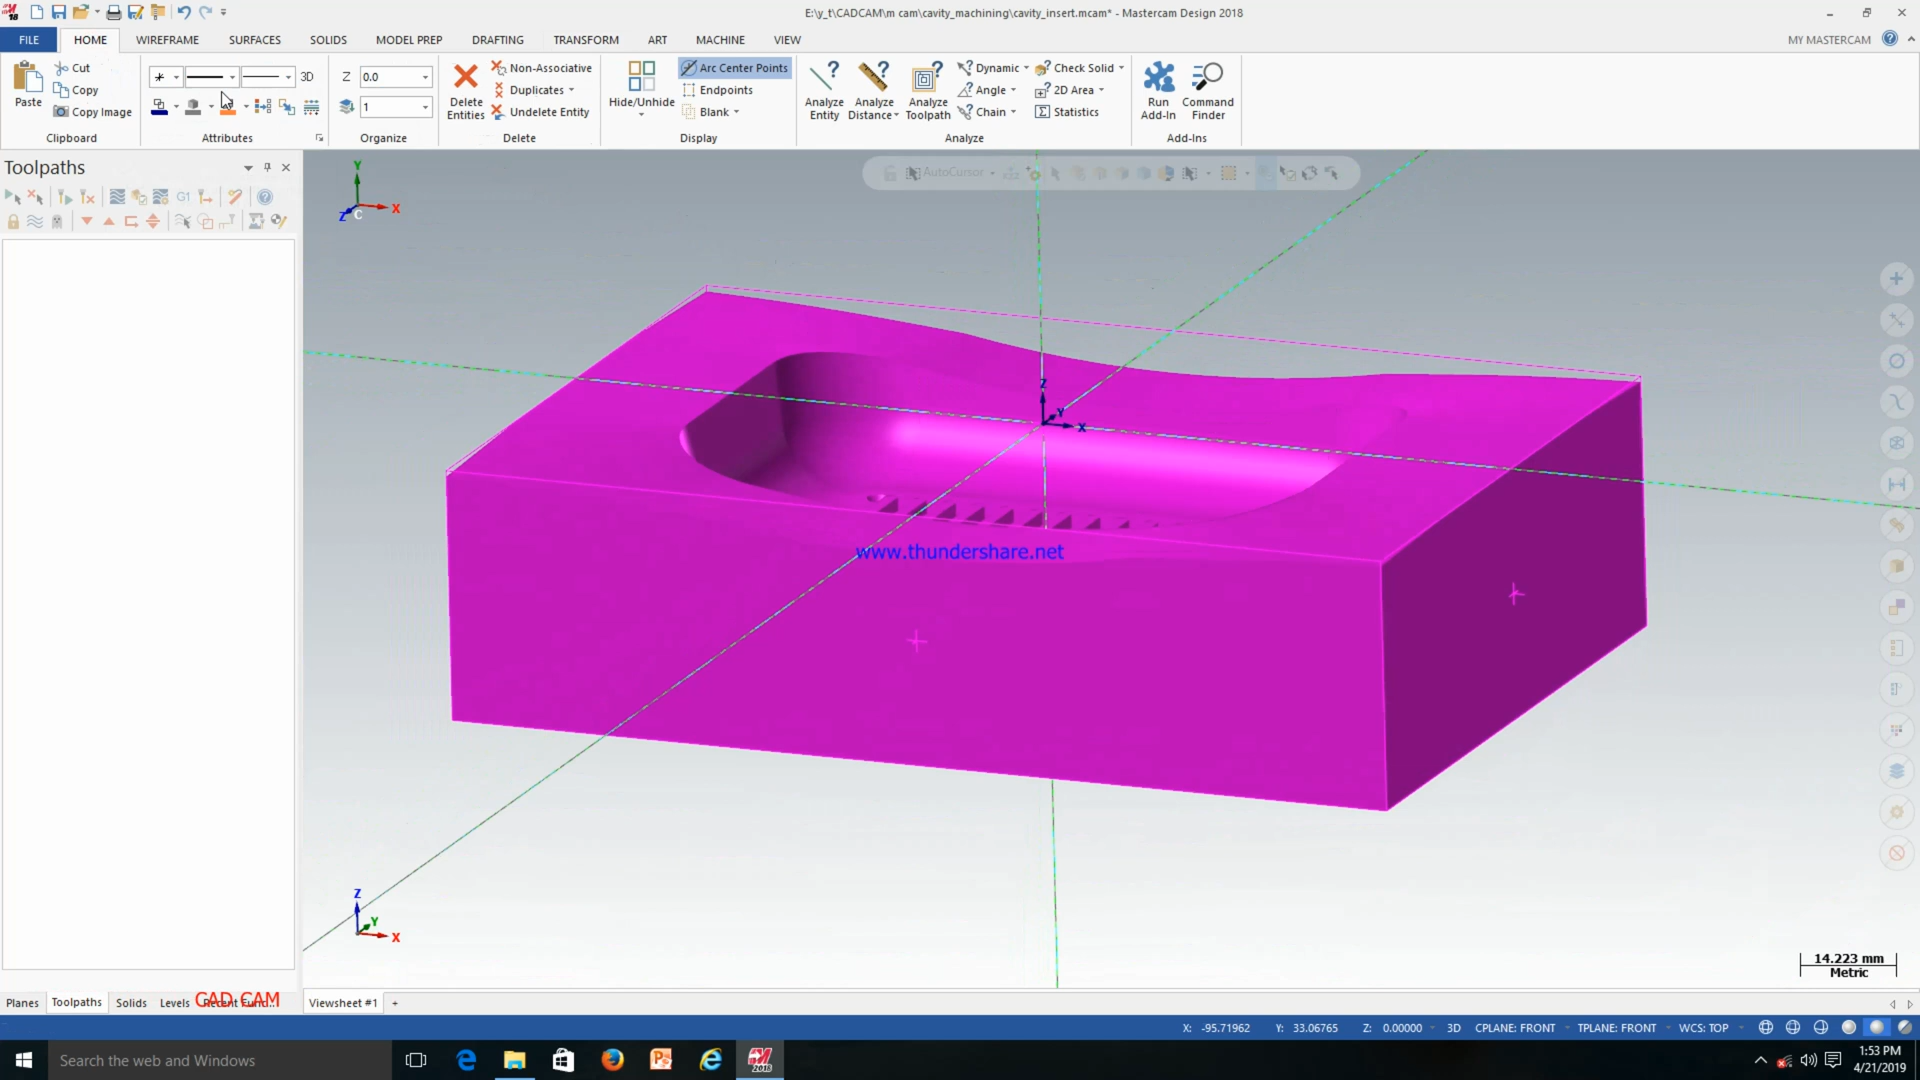 E:\y_t\CADCAM\m cam\cavity_machining\cavity_insert.mcam* - Mastercam Design 2018
FILE HOME WIREFRAME SURFACES SOLIDS MODEL PREP DRAFTING TRANSFORM ART MACHINE VIEW MY MASTERCAM
Paste
Cut
Copy
Copy Image
Clipboard
3D
Attributes
Z 0.0
1
Organize
Delete Entities
Non-Associative
Duplicates
Undelete Entity
Delete
Hide/Unhide
Arc Center Points
Endpoints
Blank
Display
Analyze Entity
Analyze Distance
Analyze Toolpath
Dynamic
Angle
Chain
Check Solid
2D Area
Statistics
Analyze
Run Add-In
Command Finder
Add-Ins
Toolpaths
G1
AutoCursor
Y
X
Z
C
Z
Y
X
www.thundershare.net
Z
Y
X
14.223 mm
Metric
Planes Toolpaths Solids Levels
CAD CAM
Viewsheet #1 +
X: -95.71962 Y: 33.06765 Z: 0.00000 3D CPLANE: FRONT TPLANE: FRONT WCS: TOP
Search the web and Windows
1:53 PM
4/21/2019